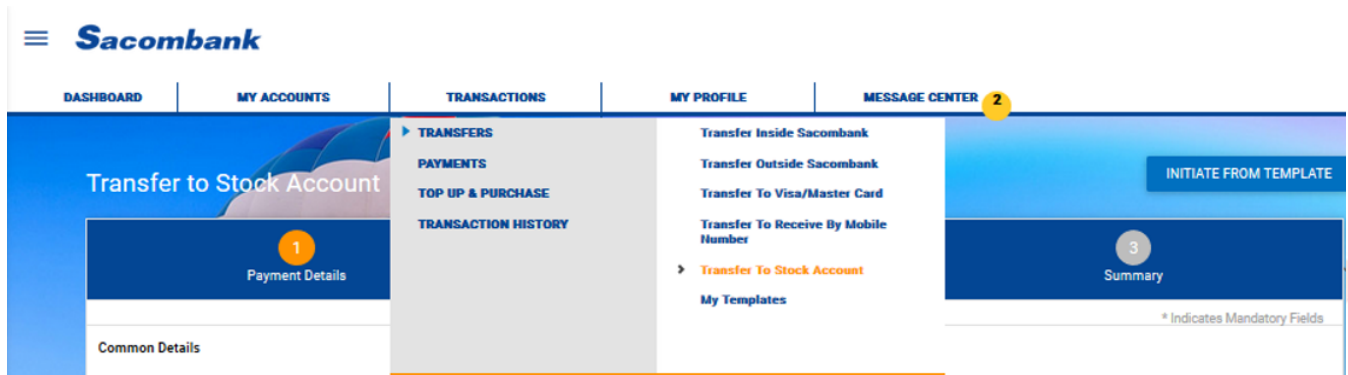 Sacombank
DASHBOARD MY ACCOUNTS TRANSACTIONS MY PROFILE MESSAGE CENTER 2
TRANSFERS
PAYMENTS
TOP UP & PURCHASE
TRANSACTION HISTORY
Transfer Inside Sacombank
Transfer Outside Sacombank
Transfer To Visa/Master Card
Transfer To Receive By Mobile
Number
Transfer To Stock Account
My Templates
Transfer to Stock Account
INITIATE FROM TEMPLATE
1
Payment Details
3
Summary
* Indicates Mandatory Fields
Common Details